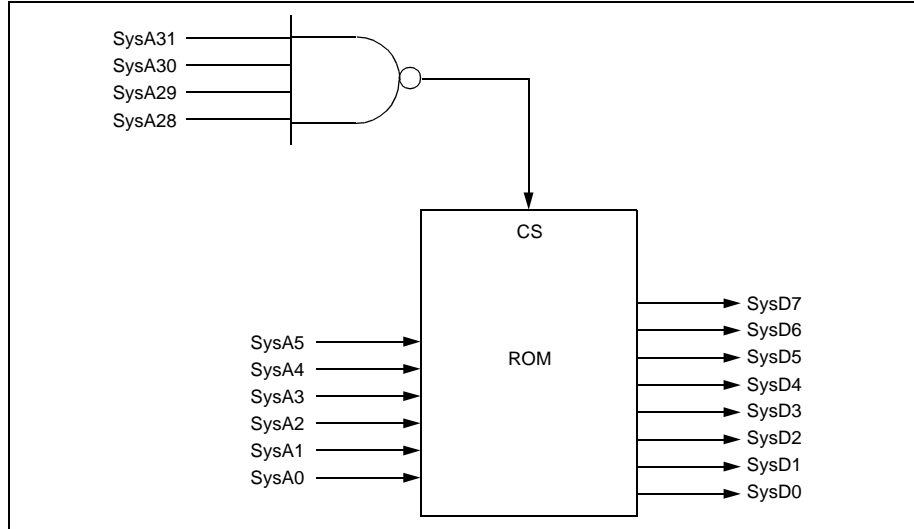 SysA31
SysA30
SysA29
SysA28
CS
SysA5
SysA4
SysA3
SysA2
SysA1
SysA0
ROM
SysD7
SysD6
SysD5
SysD4
SysD3
SysD2
SysD1
SysD0